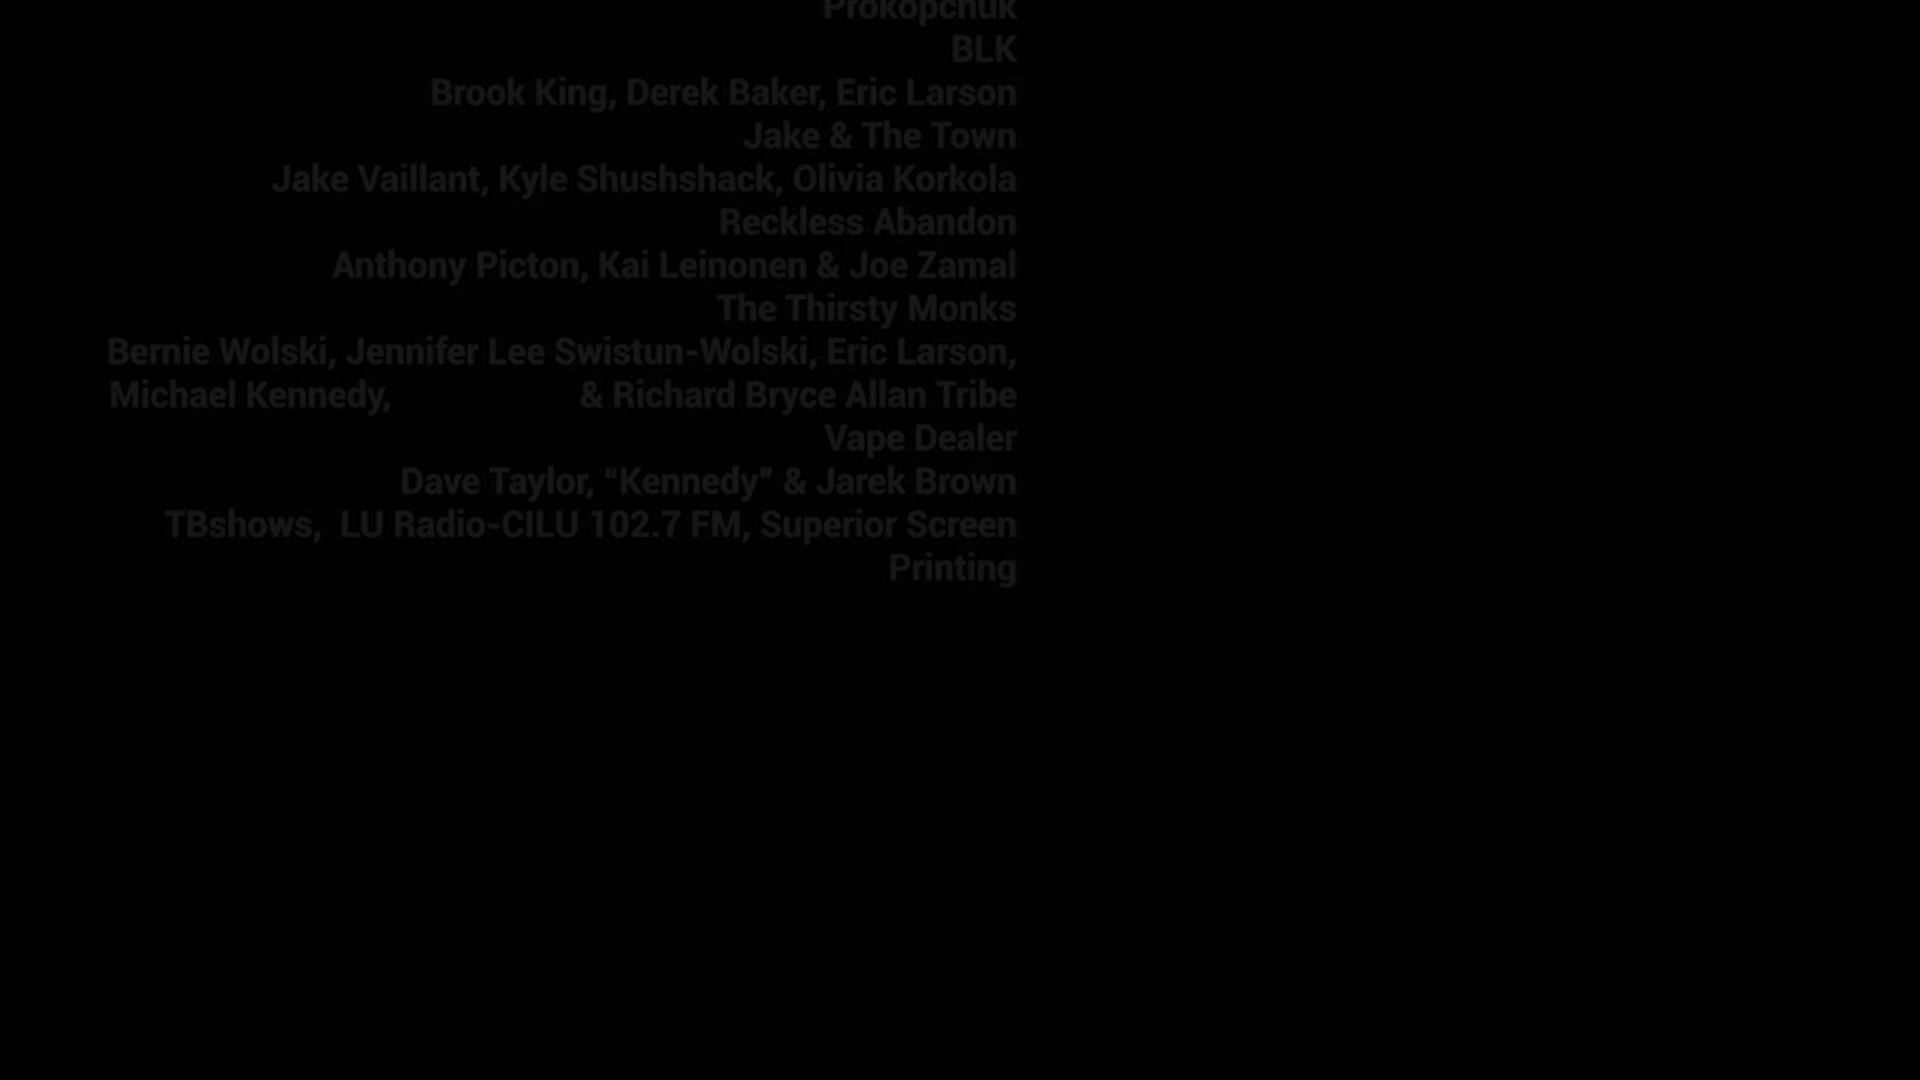 Prokopchuk
BLK
Brook King, Derek Baker, Eric Larson
Jake & The Town
Jake Vaillant, Kyle Shushshack, Olivia Korkola
Reckless Abandon
Anthony Picton, Kai Leinonen & Joe Zamal
The Thirsty Monks
Bernie Wolski, Jennifer Lee Swistun-Wolski, Eric Larson,
Michael Kennedy, & Richard Bryce Allan Tribe
Vape Dealer
Dave Taylor, “Kennedy” & Jarek Brown
TBshows, LU Radio-CILU 102.7 FM, Superior Screen
Printing